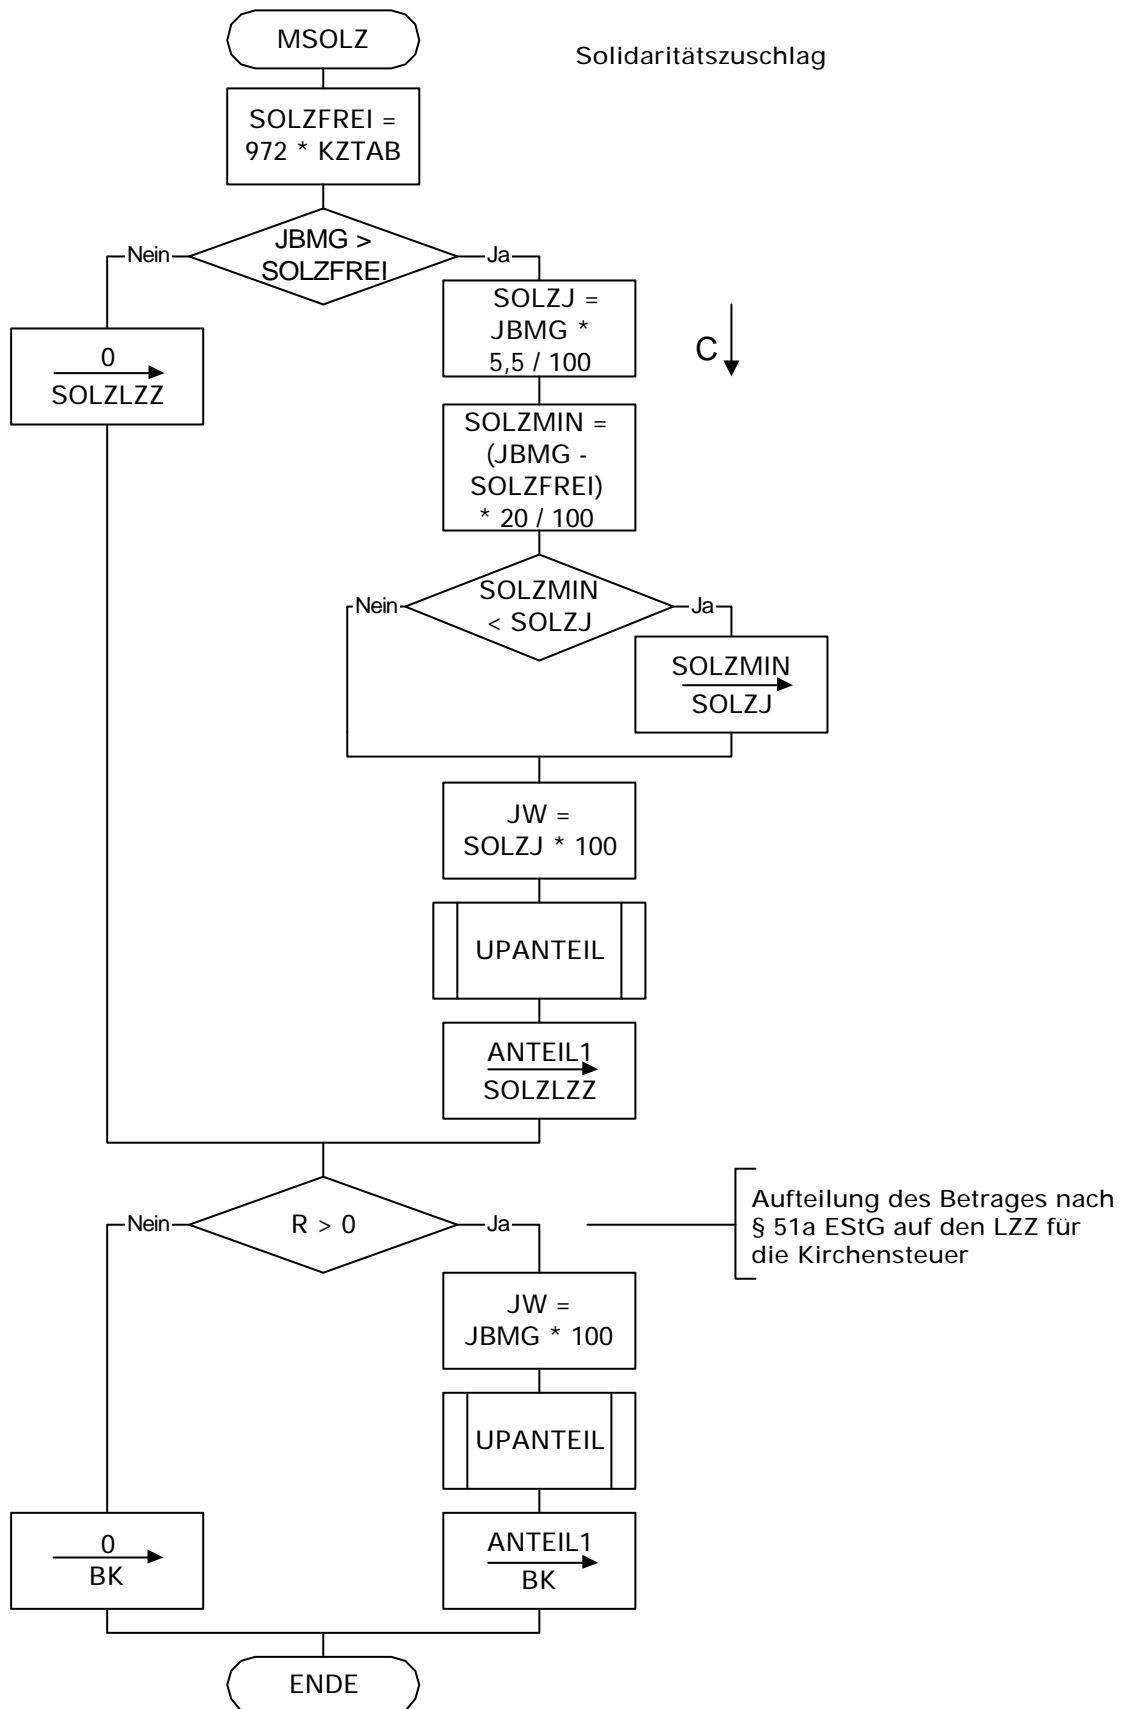 MSOLZ
Solidaritätszuschlag
SOLZFREI =
972 * KZTAB
JBMG >
SOLZFREI
Nein
Ja
0
SOLZLZZ
SOLZJ =
JBMG *
5,5 / 100
C
SOLZMIN =
(JBMG -
SOLZFREI)
* 20 / 100
SOLZMIN
< SOLZJ
Nein
Ja
SOLZMIN
SOLZJ
JW =
SOLZJ * 100
UPANTEIL
ANTEIL1
SOLZLZZ
R > 0
Nein
Ja
Aufteilung des Betrages nach
§ 51a EStG auf den LZZ für
die Kirchensteuer
JW =
JBMG * 100
UPANTEIL
0
BK
ANTEIL1
BK
ENDE